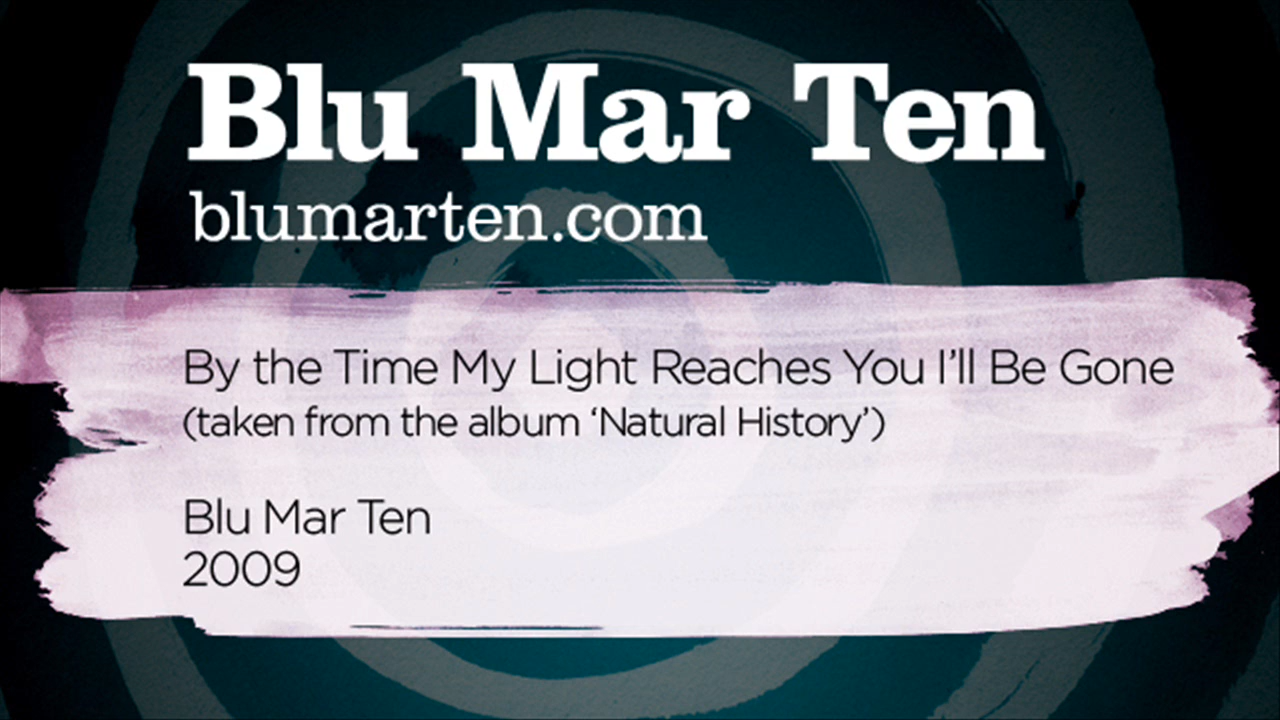 Blu Mar Ten
blumarten.com
By the Time My Light Reaches You I’ll Be Gone
(taken from the album ‘Natural History’)
Blu Mar Ten
2009